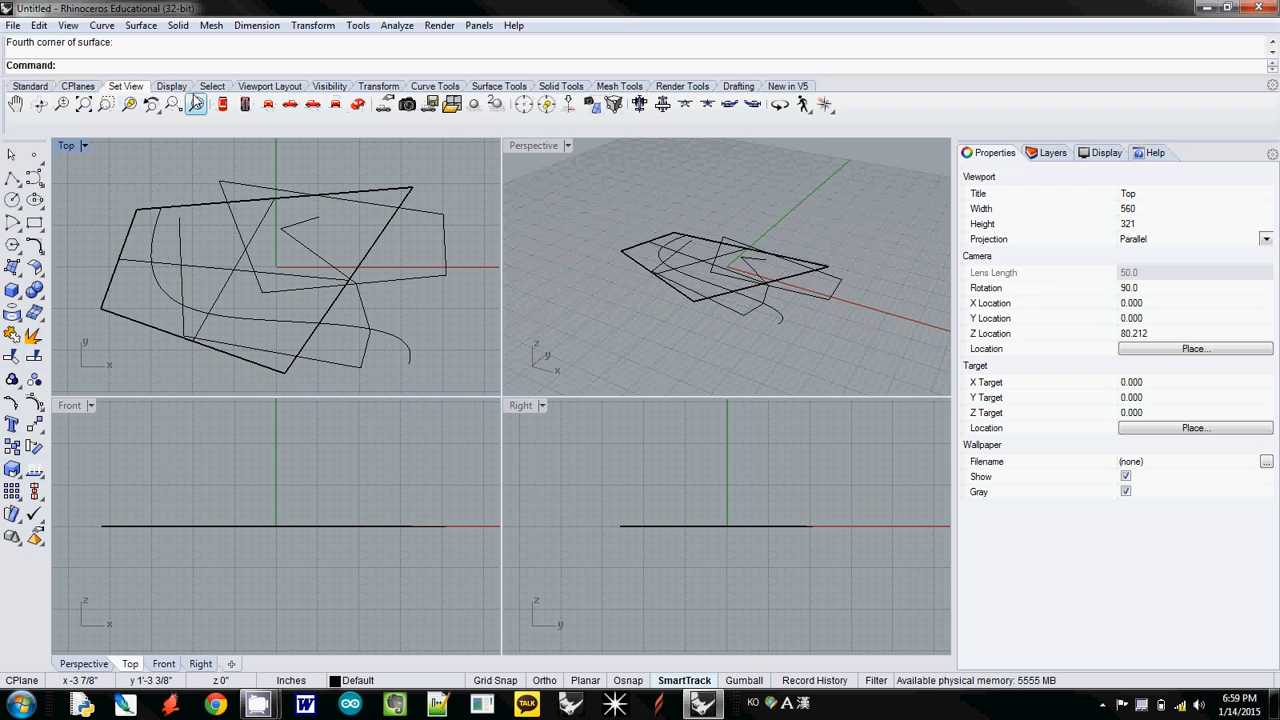 Untitled - Rhinoceros Educational (32-bit)
File Edit View Curve Surface Solid Mesh Dimension Transform Tools Analyze Render Panels Help
Fourth corner of surface:
Command:
Standard CPlanes Set View Display Select Viewport Layout Visibility Transform Curve Tools Surface Tools Solid Tools Mesh Tools Render Tools Drafting New in V5
Top
Perspective
y
x
z
y
x
Front
Right
z
x
z
y
Properties Layers Display Help
Viewport
Title Top
Width 560
Height 321
Projection Parallel
Camera
Lens Length 50.0
Rotation 90.0
X Location 0.000
Y Location 0.000
Z Location 80.212
Location Place...
Target
X Target 0.000
Y Target 0.000
Z Target 0.000
Location Place...
Wallpaper
Filename (none) ...
Show
Gray
Perspective Top Front Right
CPlane x -3 7/8" y 1'-3 3/8" z 0" Inches Default Grid Snap Ortho Planar Osnap SmartTrack Gumball Record History Filter Available physical memory: 5555 MB
W TALK KO A 漢 6:59 PM
1/14/2015